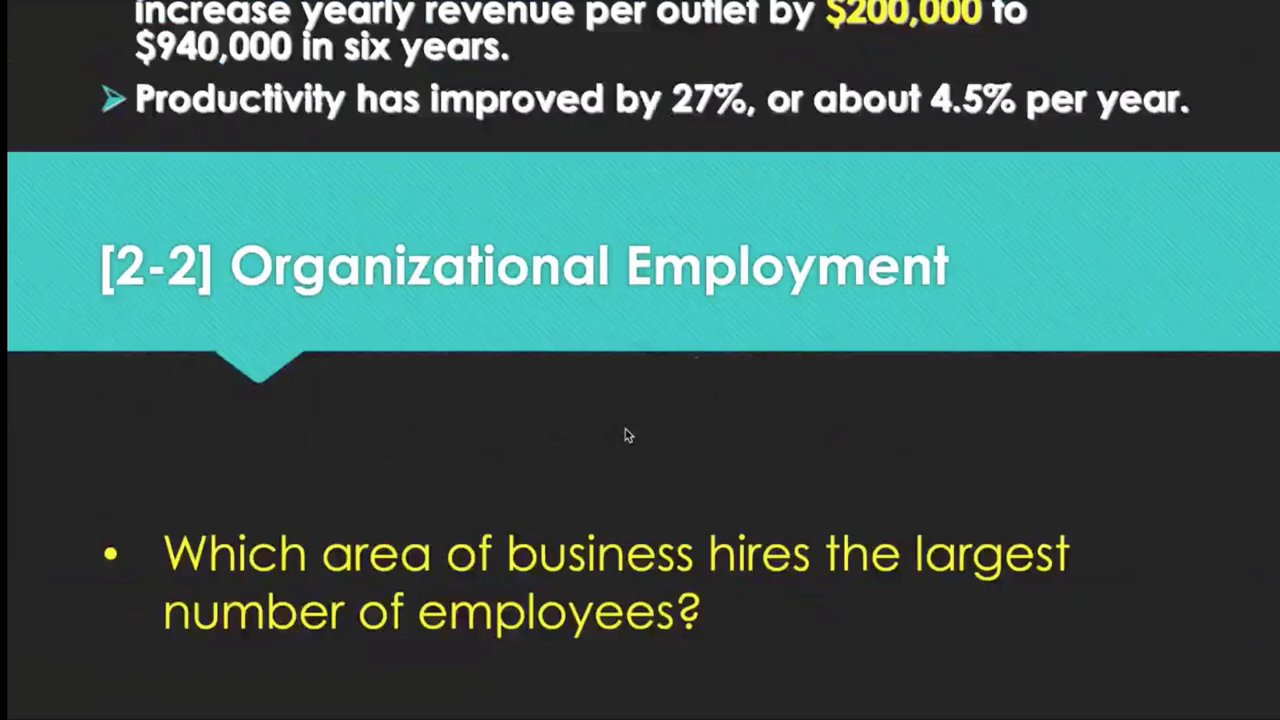 increase yearly revenue per outlet by $200,000 to
$940,000 in six years.
Productivity has improved by 27%, or about 4.5% per year.
[2-2] Organizational Employment
• Which area of business hires the largest
number of employees?